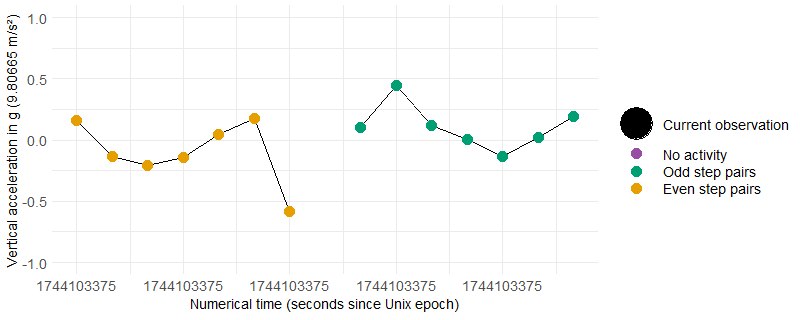 Vertical acceleration in g (9.80665 m/s²)
1.0
0.5
0.0
-0.5
-1.0
1744103375 1744103375 1744103375 1744103375 1744103375
Numerical time (seconds since Unix epoch)
Current observation
No activity
Odd step pairs
Even step pairs